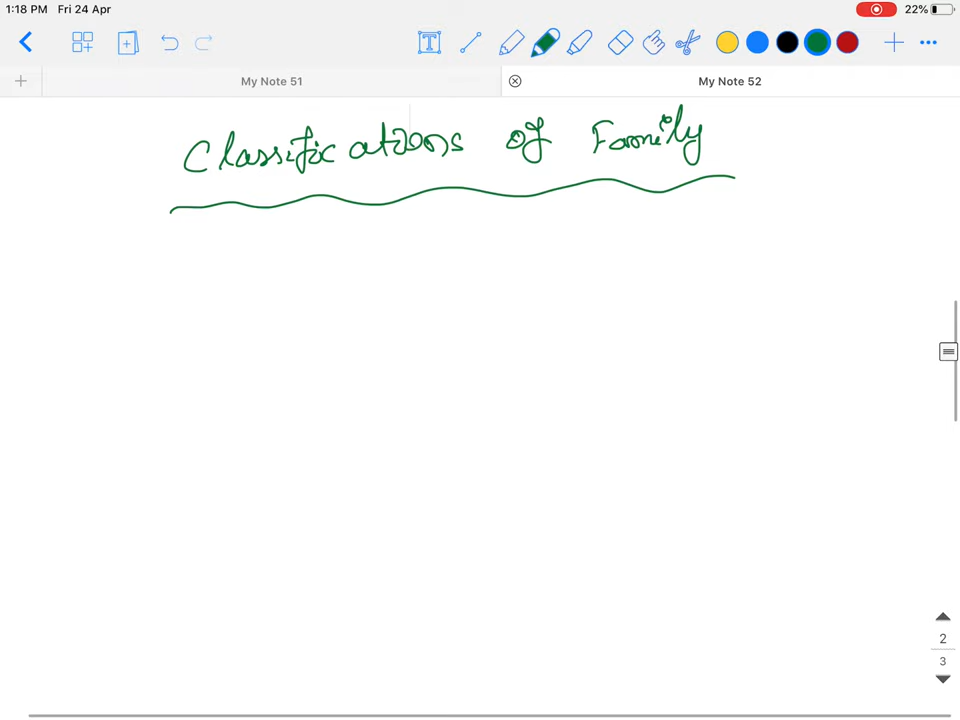 1:18 PM Fri 24 Apr 22%
T
My Note 51 My Note 52
Classifications of Family
2
3